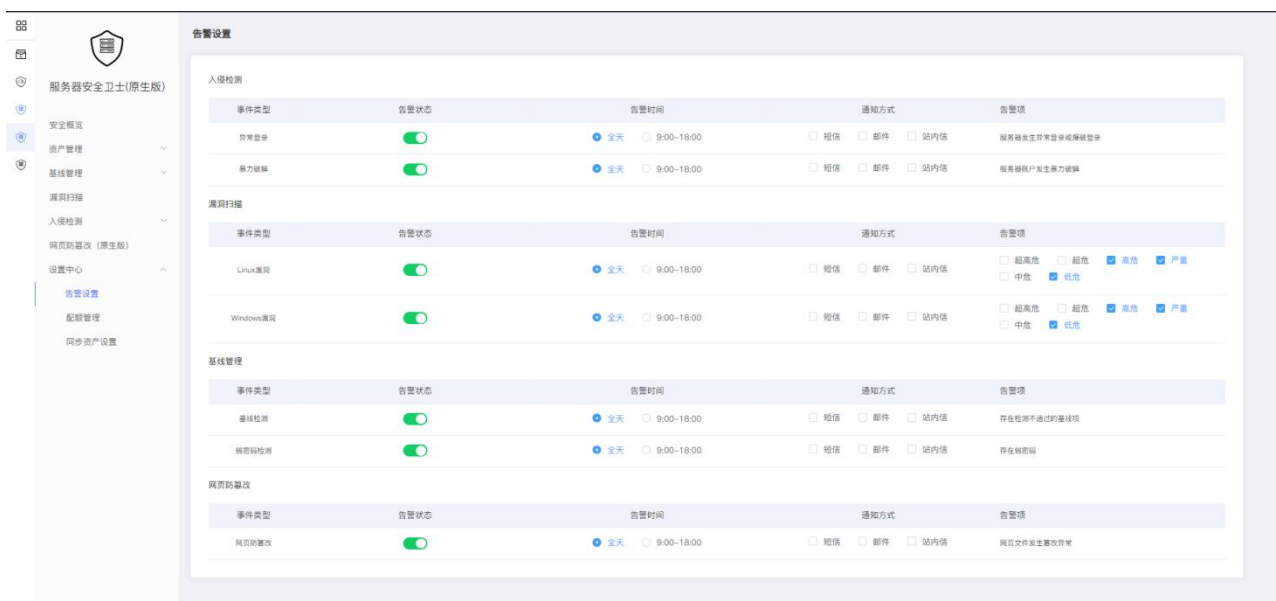 告警设置
服务器安全卫士(原生版)
安全概览
资产管理
基线管理
漏洞扫描
入侵检测
网页防篡改（原生版）
设置中心
告警设置
配额管理
同步资产设置
入侵检测
事件类型 告警状态 告警时间 通知方式 告警项
异常登录 全天 9:00-18:00 短信 邮件 站内信 服务器发生异常登录或爆破登录
暴力破解 全天 9:00-18:00 短信 邮件 站内信 服务器账户发生暴力破解
漏洞扫描
事件类型 告警状态 告警时间 通知方式 告警项
Linux漏洞 全天 9:00-18:00 短信 邮件 站内信 超高危 超危 高危 严重
中危 低危
Windows漏洞 全天 9:00-18:00 短信 邮件 站内信 超高危 超危 高危 严重
中危 低危
基线管理
事件类型 告警状态 告警时间 通知方式 告警项
基线检测 全天 9:00-18:00 短信 邮件 站内信 存在检测不通过的基线项
弱密码检测 全天 9:00-18:00 短信 邮件 站内信 存在弱密码
网页防篡改
事件类型 告警状态 告警时间 通知方式 告警项
网页防篡改 全天 9:00-18:00 短信 邮件 站内信 网页文件发生篡改异常